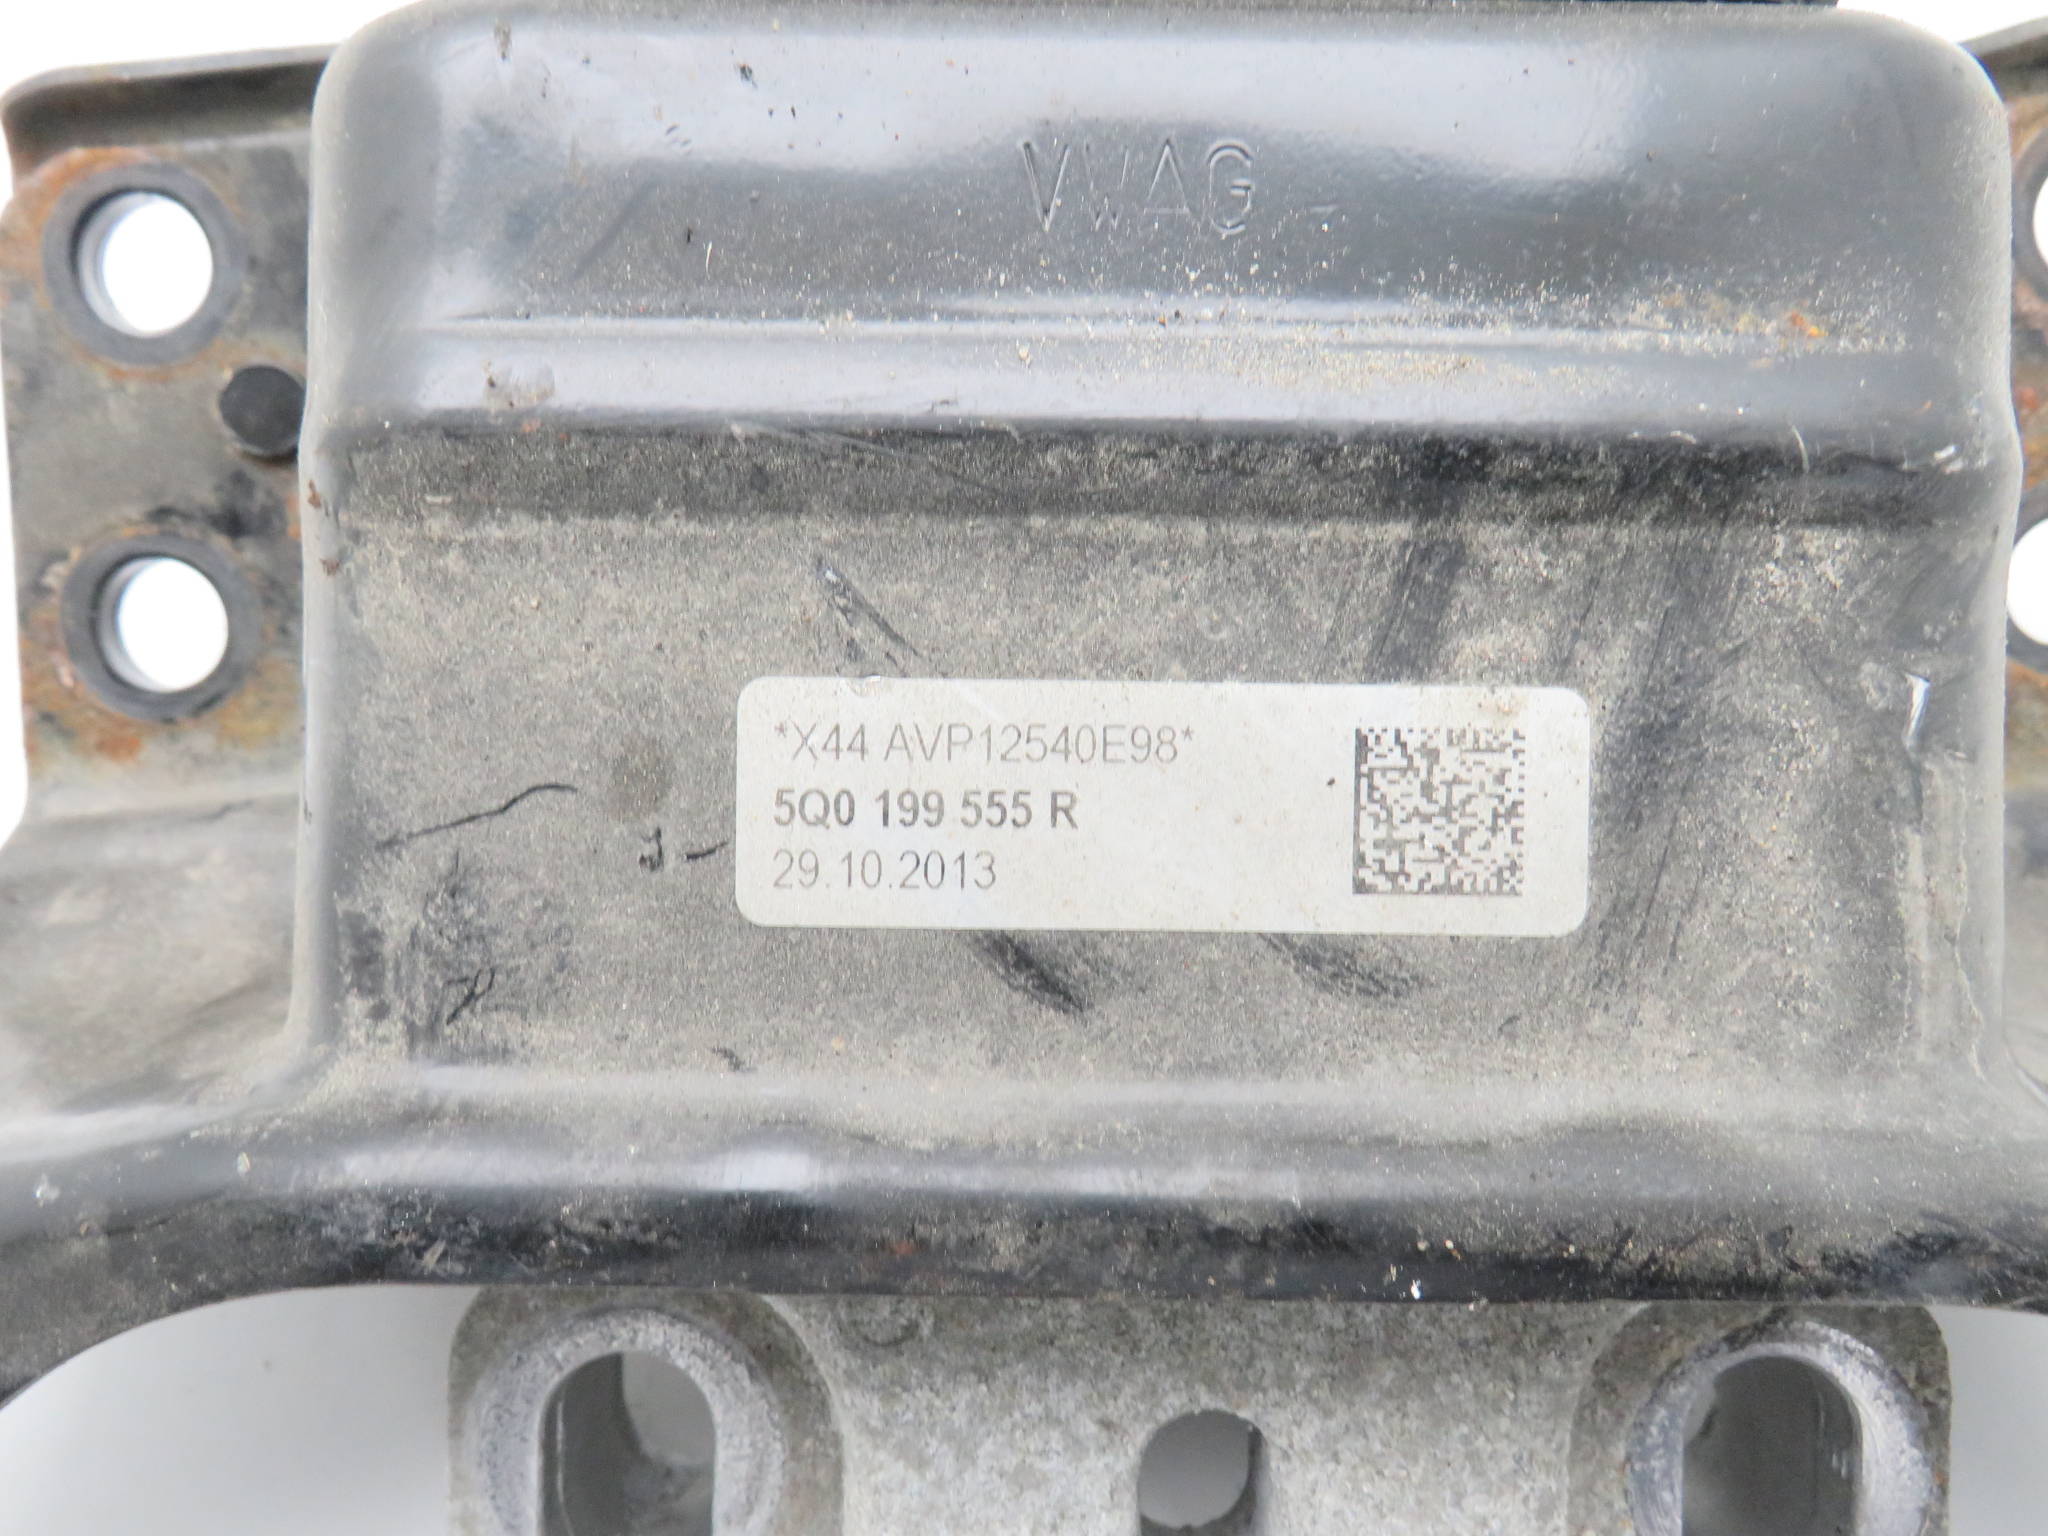 VWAG
*X44 AVP12540E98*
5Q0 199 555 R
29.10.2013